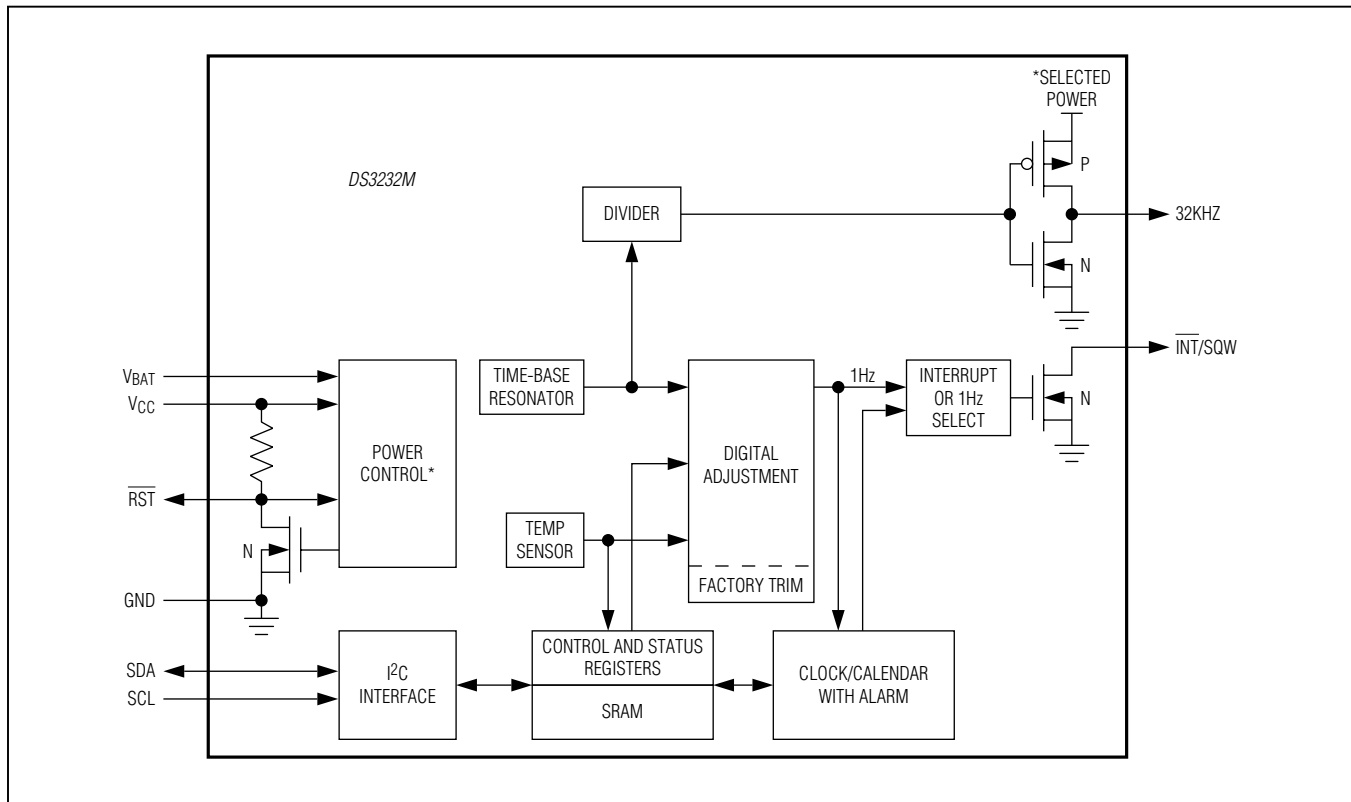 *SELECTED
POWER
P
DS3232M
DIVIDER
32KHZ
N
INT/SQW
VBAT
VCC
TIME-BASE
RESONATOR
1Hz
INTERRUPT
OR 1Hz
SELECT
N
POWER
CONTROL*
DIGITAL
ADJUSTMENT
RST
TEMP
SENSOR
N
FACTORY TRIM
GND
SDA
SCL
I²C
INTERFACE
CONTROL AND STATUS
REGISTERS
SRAM
CLOCK/CALENDAR
WITH ALARM